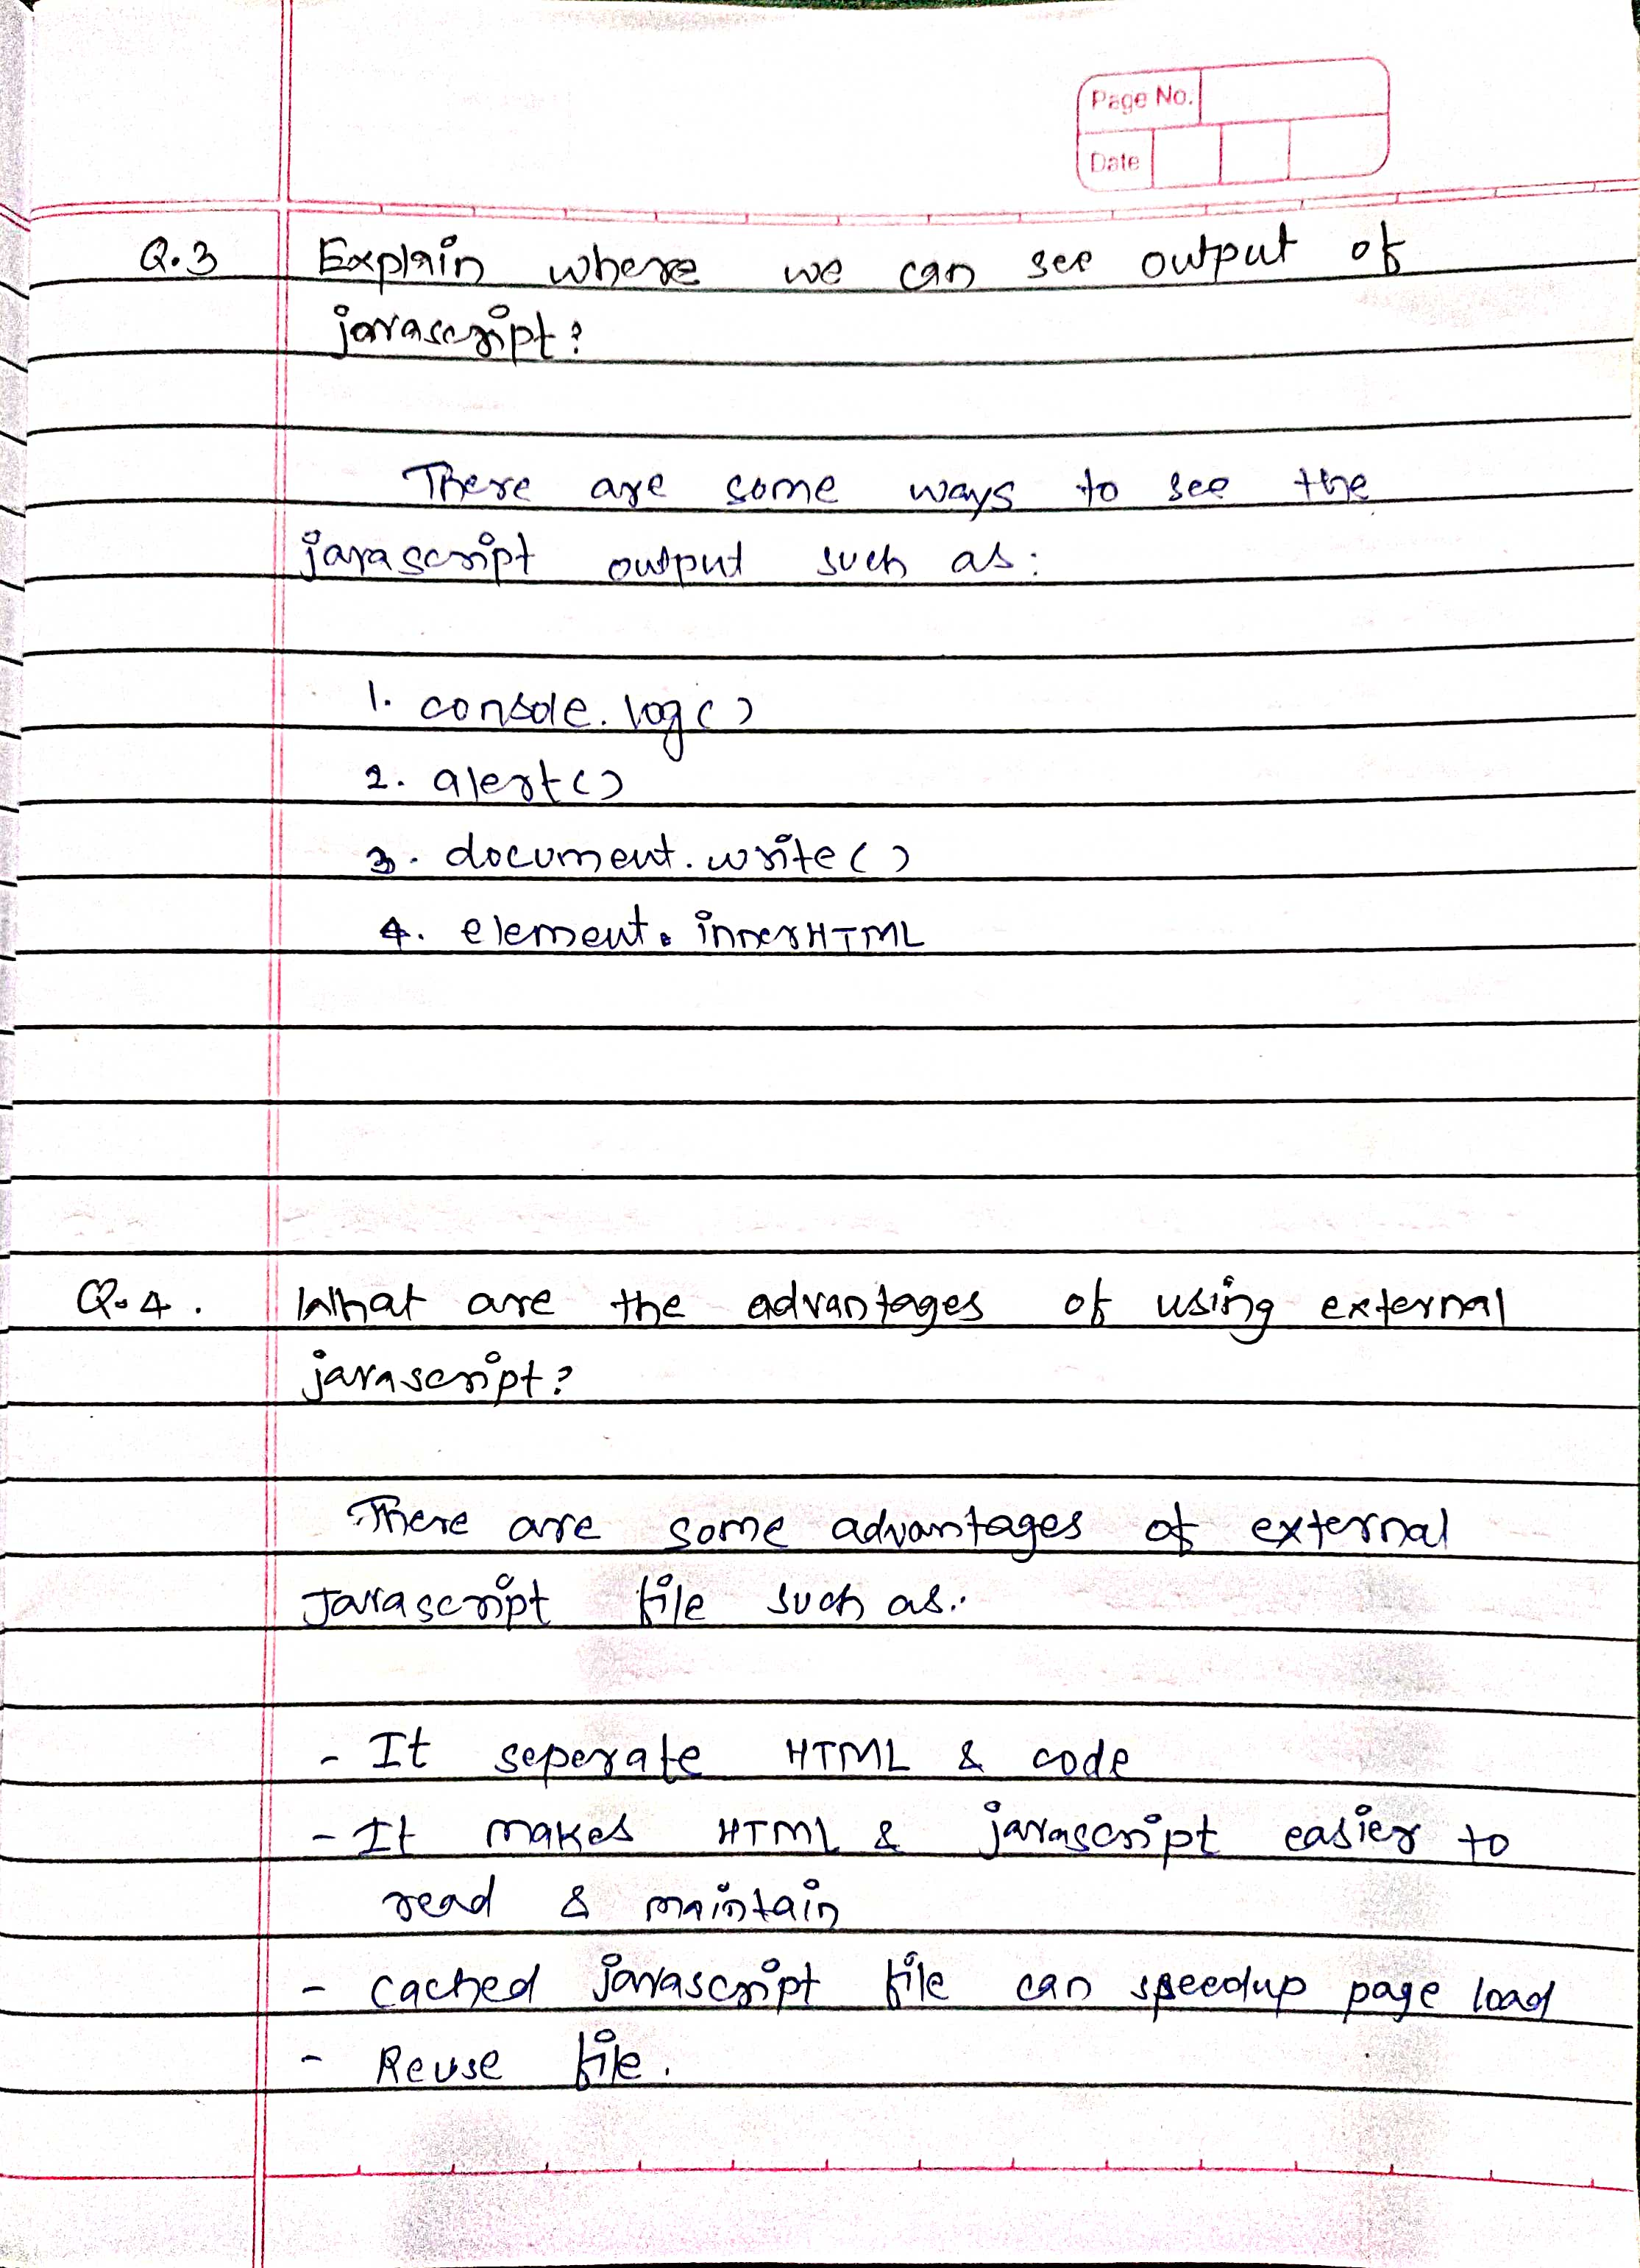 Page No.
Date
Q.3 Explain where we can see output of
javascript?
There are some ways to see the
javascript output such as:
1. console.log()
2. alert()
3. document.write()
4. element.innerHTML
Q.4. What are the advantages of using external
javascript?
There are some advantages of external
Javascript file such as:
- It seperate HTML & code
- It makes HTML & javascript easier to
read & maintain
- cached javascript file can speedup page load
- Reuse file.